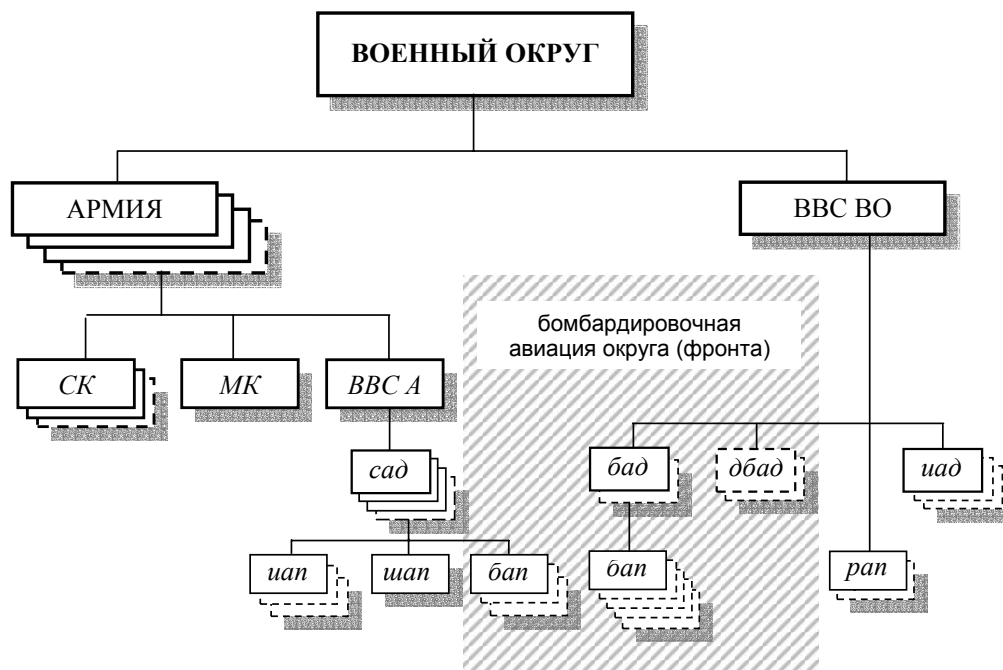 ВОЕННЫЙ ОКРУГ
АРМИЯ
ВВС ВО
бомбардировочная
авиация округа (фронта)
СК
МК
ВВС А
сад
бад
дбад
иад
иап
шап
бап
бап
рап